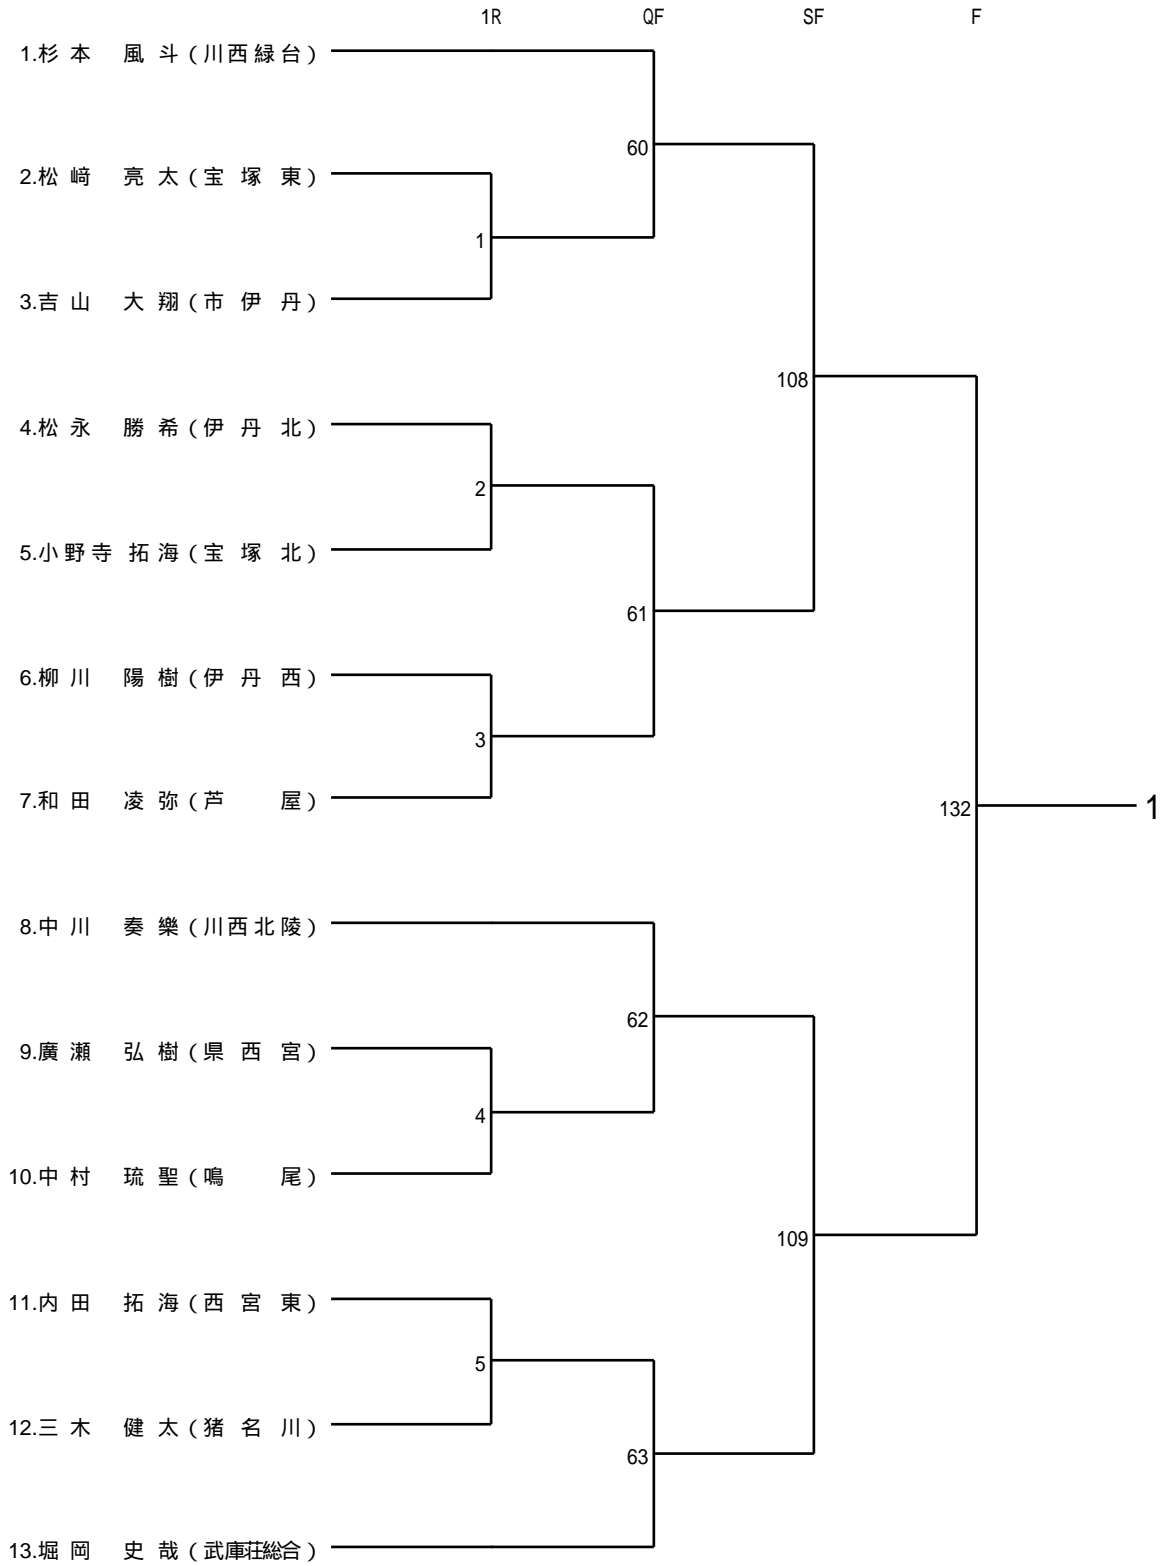 1R QF SF F
1.杉本 風斗(川西緑台)
60
2.松﨑 亮太(宝塚東)
1
3.吉山 大翔(市伊丹)
108
4.松永 勝希(伊丹北)
2
5.小野寺 拓海(宝塚北)
61
6.柳川 陽樹(伊丹西)
3
7.和田 凌弥(芦屋)
132 1
8.中川 奏樂(川西北陵)
62
9.廣瀬 弘樹(県西宮)
4
10.中村 琉聖(鳴尾)
109
11.内田 拓海(西宮東)
5
12.三木 健太(猪名川)
63
13.堀岡 史哉(武庫荘総合)